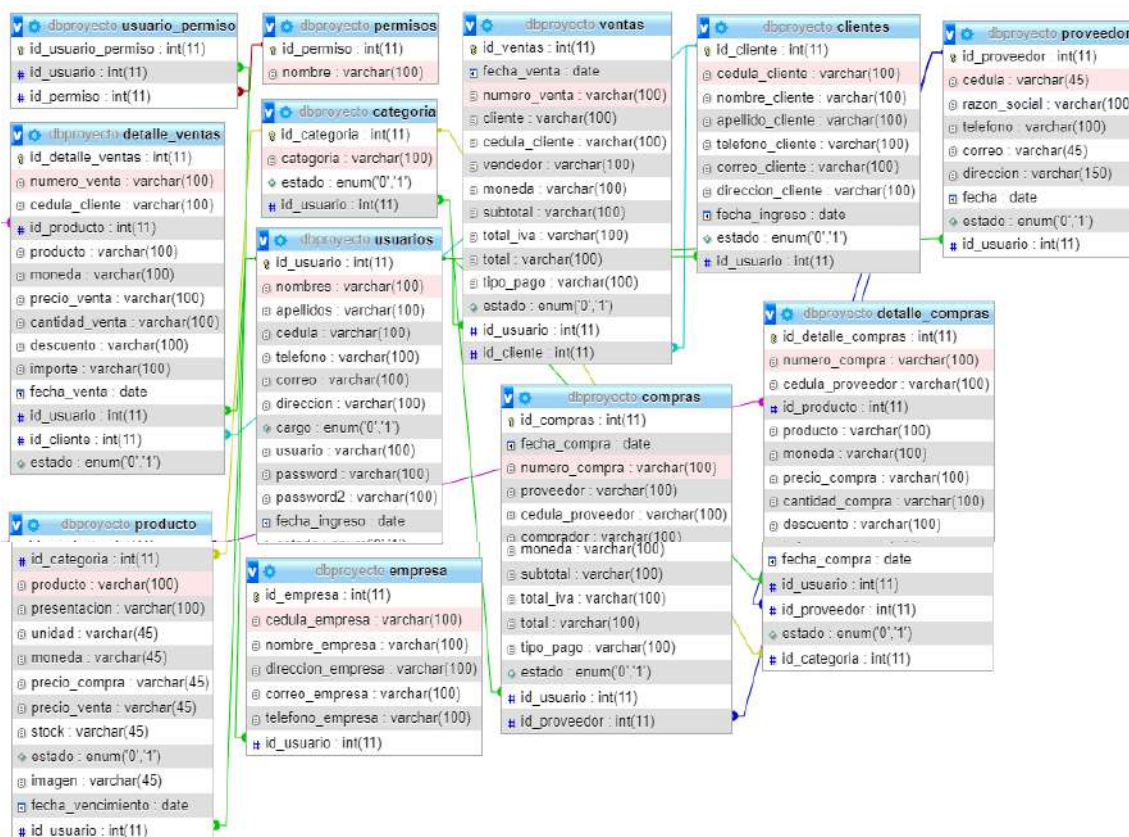 dbproyecto usuario_permiso
id_usuario_permiso : int(11)
id_usuario : int(11)
id_permiso : int(11)
dbproyecto permisos
id_permiso : int(11)
nombre : varchar(100)
dbproyecto ventas
id_ventas : int(11)
fecha_venta : date
numero_venta : varchar(100)
cliente : varchar(100)
cedula_cliente : varchar(100)
vendedor : varchar(100)
moneda : varchar(100)
subtotal : varchar(100)
total_iva : varchar(100)
total : varchar(100)
tipo_pago : varchar(100)
estado : enum('0','1')
id_usuario : int(11)
id_cliente : int(11)
dbproyecto clientes
id_cliente : int(11)
cedula_cliente : varchar(100)
nombre_cliente : varchar(100)
apellido_cliente : varchar(100)
telefono_cliente : varchar(100)
correo_cliente : varchar(100)
direccion_cliente : varchar(100)
fecha_ingreso : date
estado : enum('0','1')
id_usuario : int(11)
dbproyecto proveedor
id_proveedor : int(11)
cedula : varchar(45)
razon_social : varchar(100
telefono : varchar(100)
correo : varchar(45)
direccion : varchar(150)
fecha : date
estado : enum('0','1')
id_usuario : int(11)
dbproyecto detalle_ventas
id_detalle_ventas : int(11)
numero_venta : varchar(100)
cedula_cliente : varchar(100)
id_producto : int(11)
producto : varchar(100)
moneda : varchar(100)
precio_venta : varchar(100)
cantidad_venta : varchar(100)
descuento : varchar(100)
importe : varchar(100)
fecha_venta : date
id_usuario : int(11)
id_cliente : int(11)
estado : enum('0','1')
dbproyecto categoria
id_categoria : int(11)
categoria : varchar(100)
estado : enum('0','1')
id_usuario : int(11)
dbproyecto usuarios
id_usuario : int(11)
nombres : varchar(100)
apellidos : varchar(100)
cedula : varchar(100)
telefono : varchar(100)
correo : varchar(100)
direccion : varchar(100)
cargo : enum('0','1')
usuario : varchar(100)
password : varchar(100)
password2 : varchar(100)
fecha_ingreso : date
dbproyecto detalle_compras
id_detalle_compras : int(11)
numero_compra : varchar(100)
cedula_proveedor : varchar(100)
id_producto : int(11)
producto : varchar(100)
moneda : varchar(100)
precio_compra : varchar(100)
cantidad_compra : varchar(100)
descuento : varchar(100)
fecha_compra : date
id_usuario : int(11)
id_proveedor : int(11)
estado : enum('0','1')
id_categoria : int(11)
dbproyecto compras
id_compras : int(11)
fecha_compra : date
numero_compra : varchar(100)
proveedor : varchar(100)
cedula_proveedor : varchar(100)
comprador : varchar(100)
moneda : varchar(100)
subtotal : varchar(100)
total_iva : varchar(100)
total : varchar(100)
tipo_pago : varchar(100)
estado : enum('0','1')
id_usuario : int(11)
id_proveedor : int(11)
dbproyecto producto
id_categoria : int(11)
producto : varchar(100)
presentacion : varchar(100)
unidad : varchar(45)
moneda : varchar(45)
precio_compra : varchar(45)
precio_venta : varchar(45)
stock : varchar(45)
estado : enum('0','1')
imagen : varchar(45)
fecha_vencimiento : date
id_usuario : int(11)
dbproyecto empresa
id_empresa : int(11)
cedula_empresa : varchar(100)
nombre_empresa : varchar(100)
direccion_empresa : varchar(100)
correo_empresa : varchar(100)
telefono_empresa : varchar(100)
id_usuario : int(11)